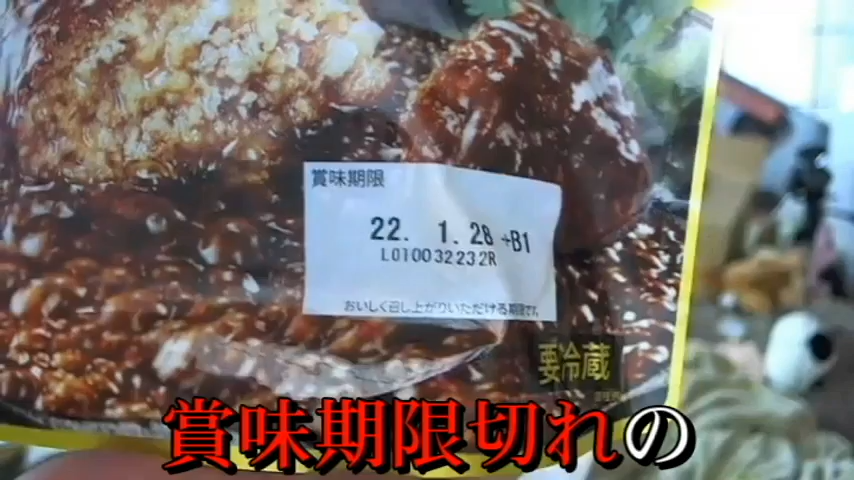 賞味期限
22. 1. 28 +B1
L010032232R
おいしく召し上がりいただける期限です。
要冷蔵
賞味期限切れの